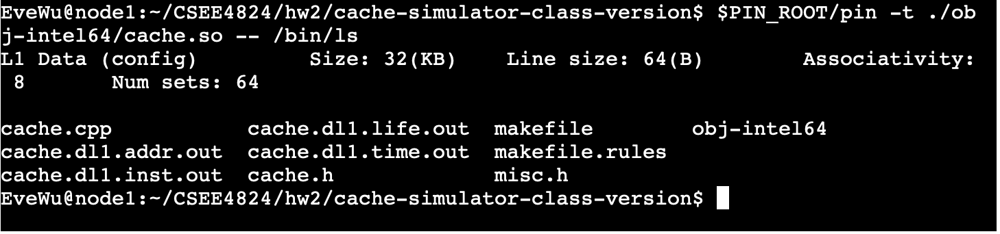 EveWu@node1:~/CSEE4824/hw2/cache-simulator-class-version$ $PIN_ROOT/pin -t ./ob
j-intel64/cache.so -- /bin/ls
L1 Data (config)         Size: 32(KB)    Line size: 64(B)        Associativity:
 8       Num sets: 64

cache.cpp           cache.dl1.life.out  makefile        obj-intel64
cache.dl1.addr.out  cache.dl1.time.out  makefile.rules
cache.dl1.inst.out  cache.h             misc.h
EveWu@node1:~/CSEE4824/hw2/cache-simulator-class-version$